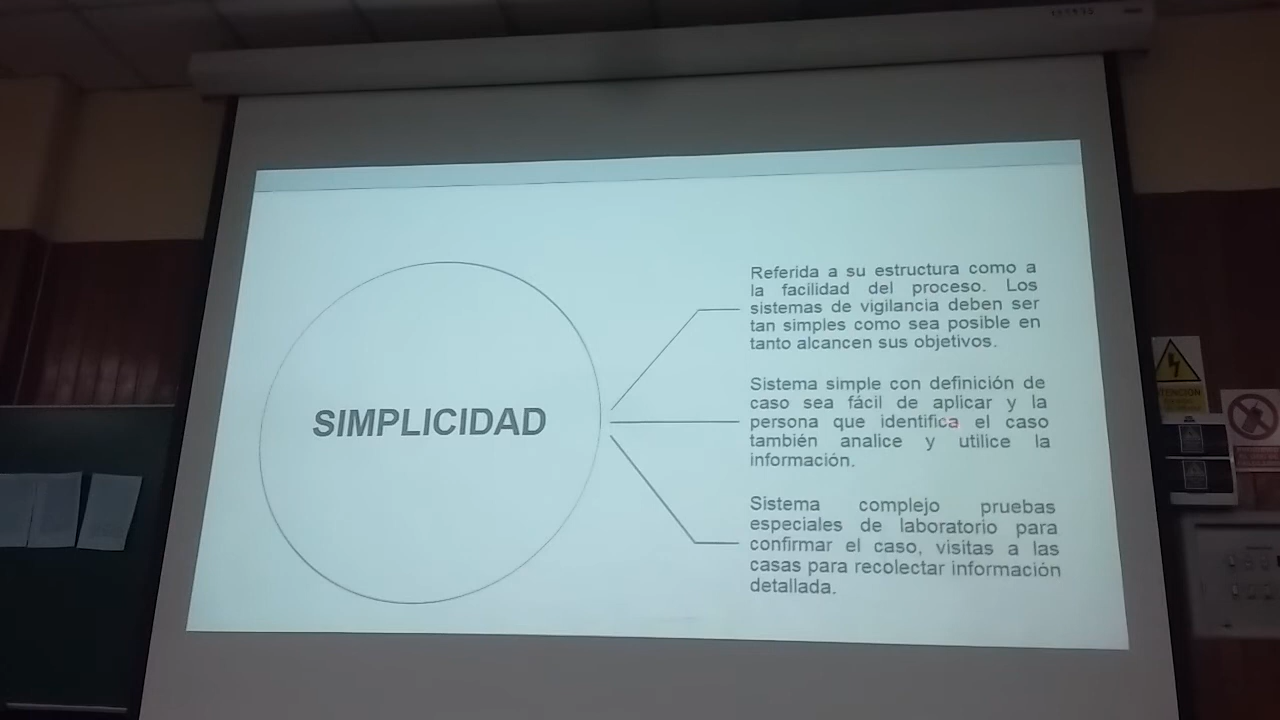 SIMPLICIDAD
Referida a su estructura como a
la facilidad del proceso. Los
sistemas de vigilancia deben ser
tan simples como sea posible en
tanto alcancen sus objetivos.
Sistema simple con definición de
caso sea fácil de aplicar y la
persona que identifica el caso
también analice y utilice la
información.
Sistema complejo pruebas
especiales de laboratorio para
confirmar el caso, visitas a las
casas para recolectar información
detallada.